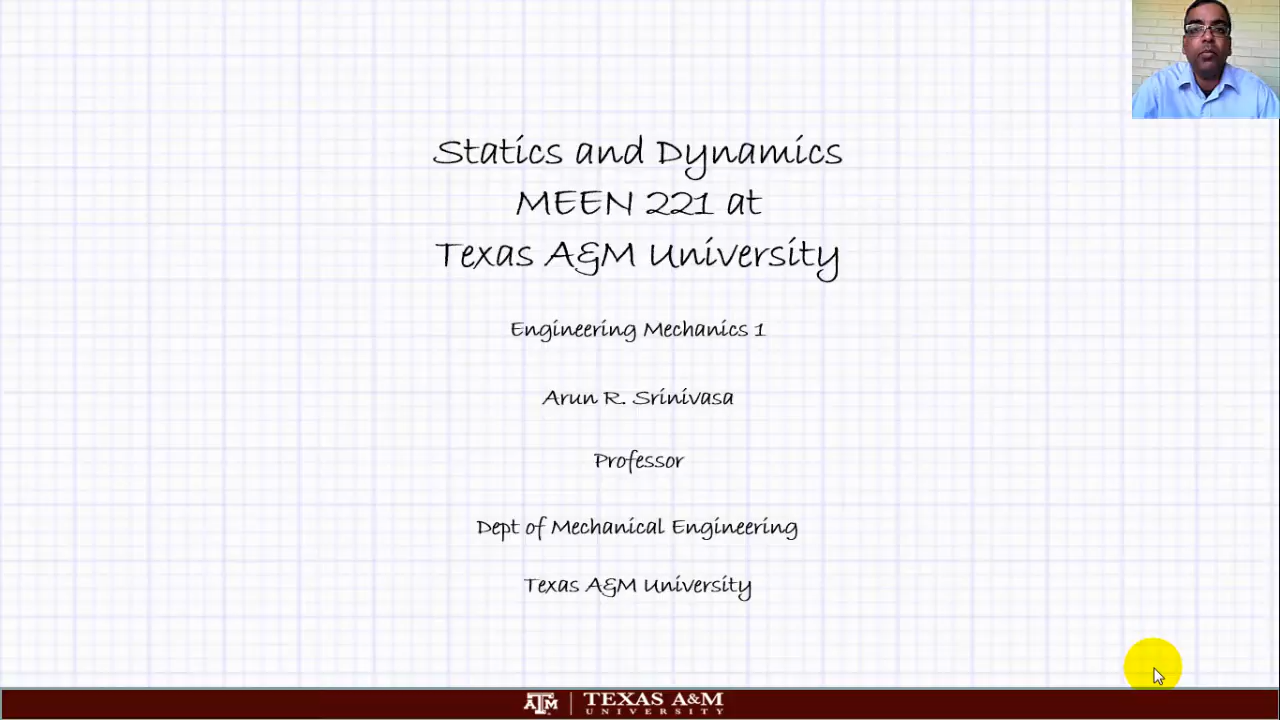 Statics and Dynamics
MEEN 221 at
Texas A&M University
Engineering Mechanics 1
Arun R. Srinivasa
Professor
Dept of Mechanical Engineering
Texas A&M University
ATM | TEXAS A&M
UNIVERSITY